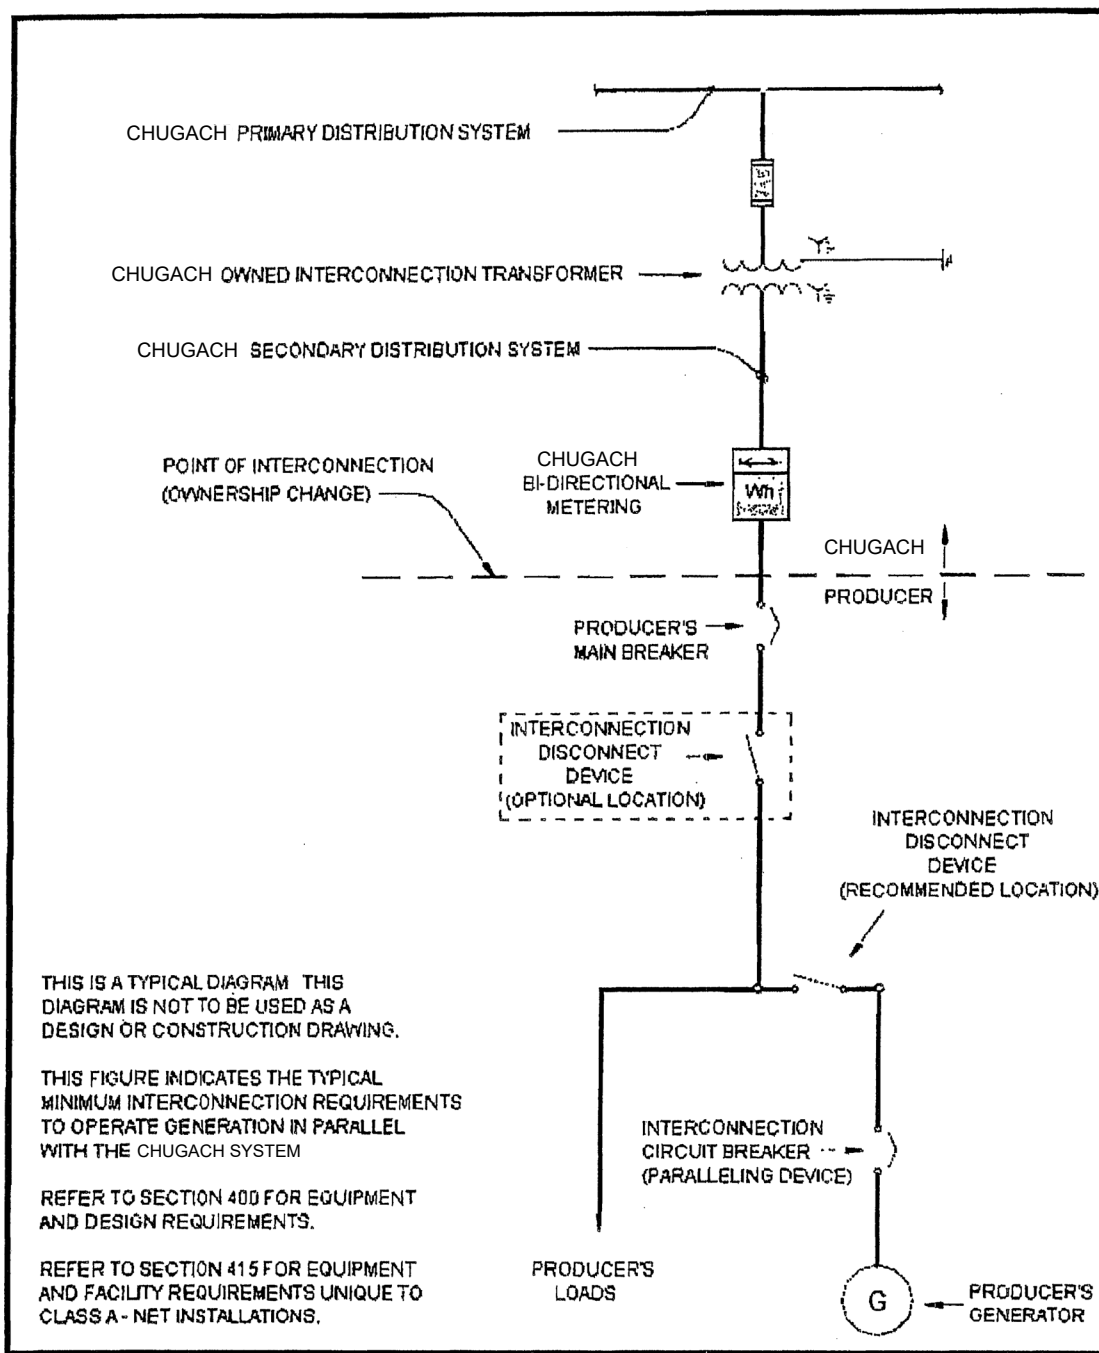 CHUGACH PRIMARY DISTRIBUTION SYSTEM
CHUGACH OWNED INTERCONNECTION TRANSFORMER
CHUGACH SECONDARY DISTRIBUTION SYSTEM
POINT OF INTERCONNECTION
(OWNERSHIP CHANGE)
CHUGACH
BI-DIRECTIONAL
METERING
Wh
CHUGACH
PRODUCER
PRODUCER'S
MAIN BREAKER
INTERCONNECTION
DISCONNECT
DEVICE
(OPTIONAL LOCATION)
INTERCONNECTION
DISCONNECT
DEVICE
(RECOMMENDED LOCATION)
THIS IS A TYPICAL DIAGRAM THIS
DIAGRAM IS NOT TO BE USED AS A
DESIGN OR CONSTRUCTION DRAWING.
THIS FIGURE INDICATES THE TYPICAL
MINIMUM INTERCONNECTION REQUIREMENTS
TO OPERATE GENERATION IN PARALLEL
WITH THE CHUGACH SYSTEM
REFER TO SECTION 400 FOR EQUIPMENT
AND DESIGN REQUIREMENTS.
REFER TO SECTION 415 FOR EQUIPMENT
AND FACILITY REQUIREMENTS UNIQUE TO
CLASS A - NET INSTALLATIONS.
INTERCONNECTION
CIRCUIT BREAKER
(PARALLELING DEVICE)
PRODUCER'S
LOADS
G
PRODUCER'S
GENERATOR